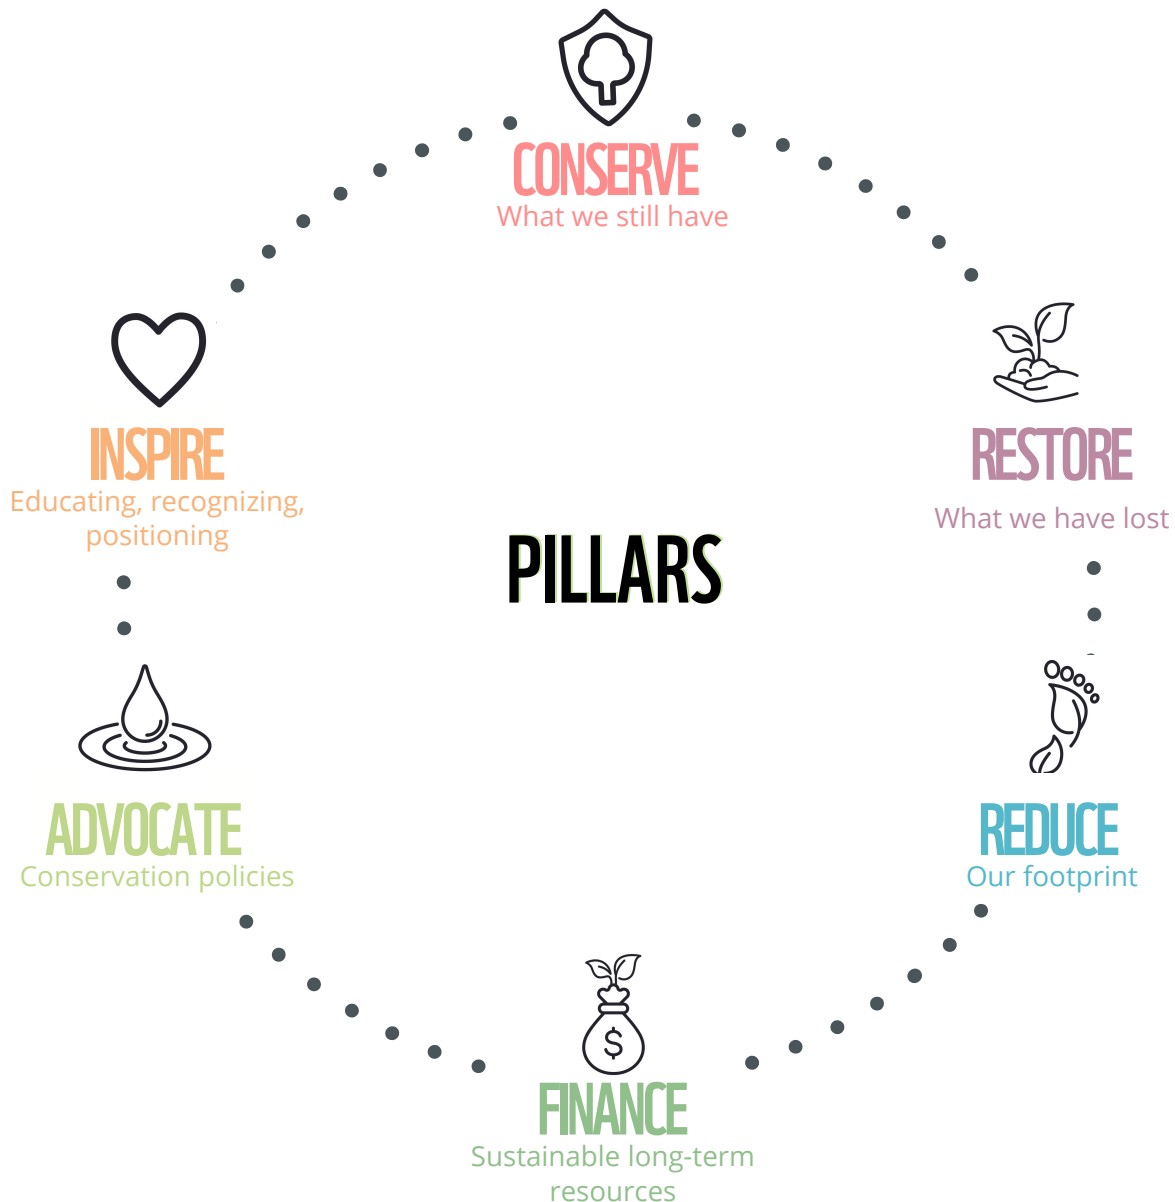 CONSERVE
What we still have
INSPIRE
Educating, recognizing,
positioning
RESTORE
What we have lost
PILLARS
ADVOCATE
Conservation policies
REDUCE
Our footprint
$
FINANCE
Sustainable long-term
resources